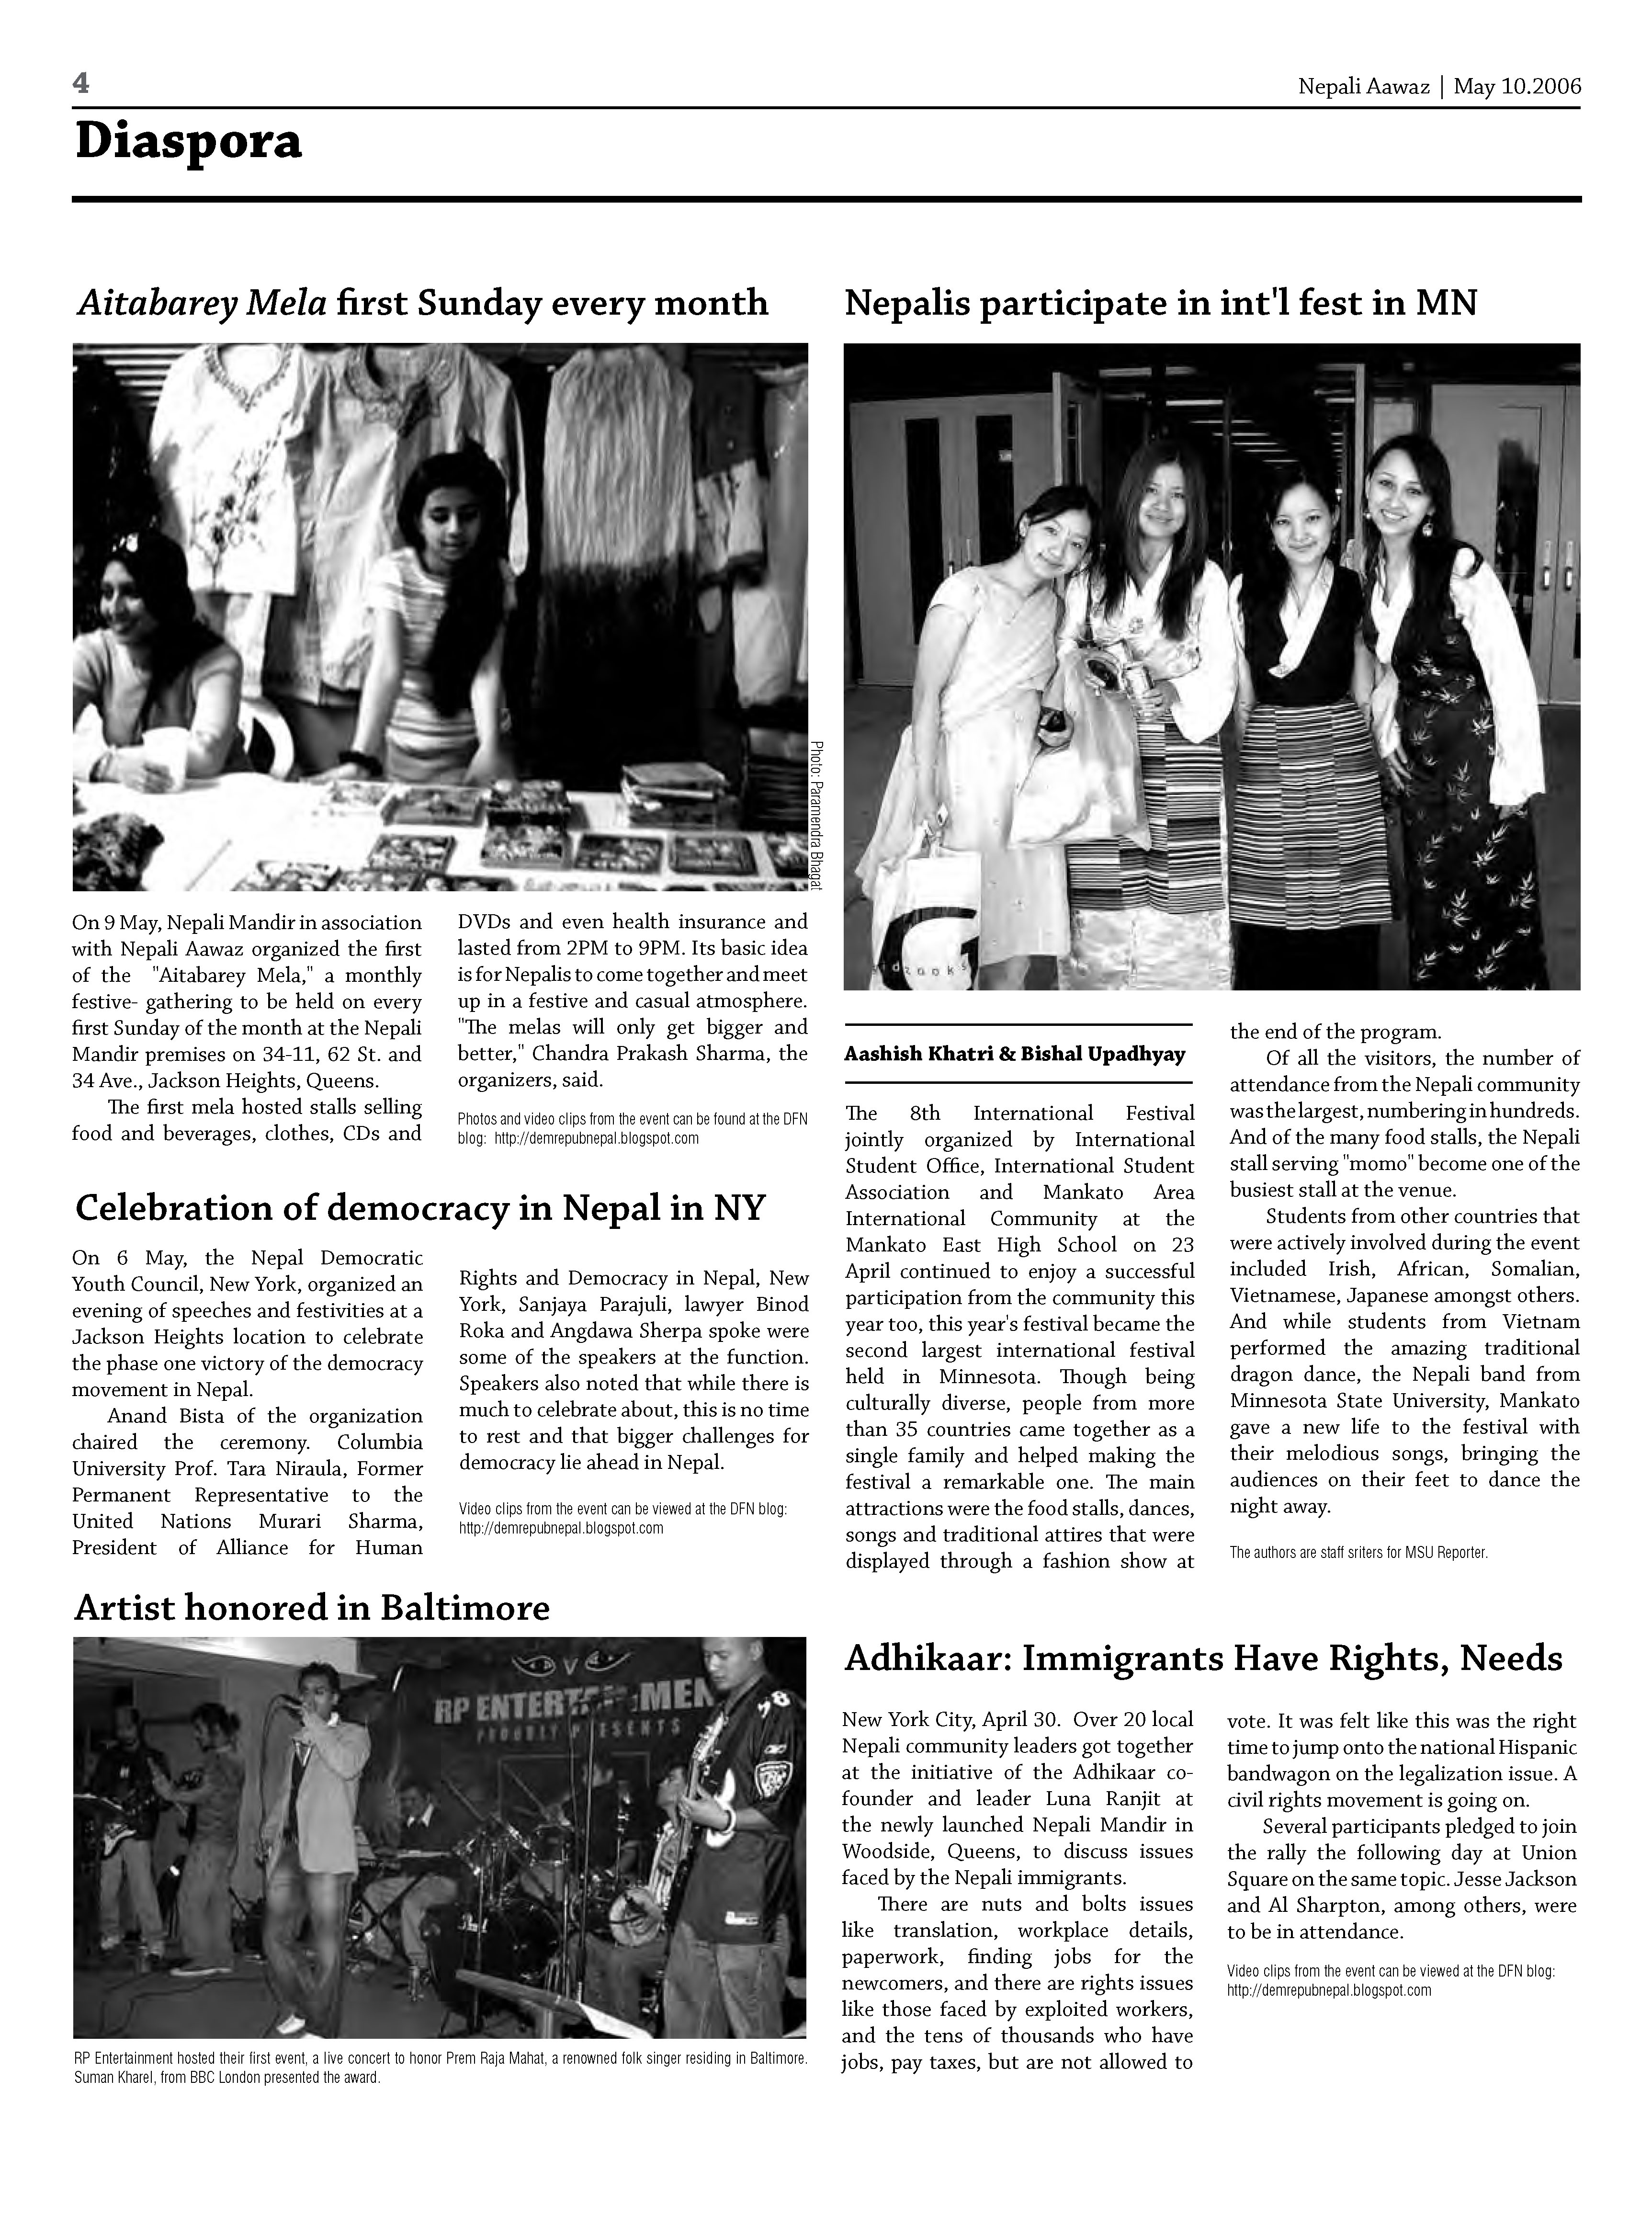 4
Nepali Aawaz | May 10.2006
Diaspora
Aitabarey Mela first Sunday every month
Photo: Paramendra Bhagat
On 9 May, Nepali Mandir in association
with Nepali Aawaz organized the first
of the "Aitabarey Mela," a monthly
festive- gathering to be held on every
first Sunday of the month at the Nepali
Mandir premises on 34-11, 62 St. and
34 Ave., Jackson Heights, Queens.
The first mela hosted stalls selling
food and beverages, clothes, CDs and
DVDs and even health insurance and
lasted from 2PM to 9PM. Its basic idea
is for Nepalis to come together and meet
up in a festive and casual atmosphere.
"The melas will only get bigger and
better," Chandra Prakash Sharma, the
organizers, said.
Photos and video clips from the event can be found at the DFN
blog: http://demrepubnepal.blogspot.com
Celebration of democracy in Nepal in NY
On 6 May, the Nepal Democratic
Youth Council, New York, organized an
evening of speeches and festivities at a
Jackson Heights location to celebrate
the phase one victory of the democracy
movement in Nepal.
Anand Bista of the organization
chaired the ceremony. Columbia
University Prof. Tara Niraula, Former
Permanent Representative to the
United Nations Murari Sharma,
President of Alliance for Human
Rights and Democracy in Nepal, New
York, Sanjaya Parajuli, lawyer Binod
Roka and Angdawa Sherpa spoke were
some of the speakers at the function.
Speakers also noted that while there is
much to celebrate about, this is no time
to rest and that bigger challenges for
democracy lie ahead in Nepal.
Video clips from the event can be viewed at the DFN blog:
http://demrepubnepal.blogspot.com
Artist honored in Baltimore
RP ENTERTAINMEN
PROUDLY PRESENTS
RP Entertainment hosted their first event, a live concert to honor Prem Raja Mahat, a renowned folk singer residing in Baltimore.
Suman Kharel, from BBC London presented the award.
Nepalis participate in int'l fest in MN
idzooks
Aashish Khatri & Bishal Upadhyay
The 8th International Festival
jointly organized by International
Student Office, International Student
Association and Mankato Area
International Community at the
Mankato East High School on 23
April continued to enjoy a successful
participation from the community this
year too, this year's festival became the
second largest international festival
held in Minnesota. Though being
culturally diverse, people from more
than 35 countries came together as a
single family and helped making the
festival a remarkable one. The main
attractions were the food stalls, dances,
songs and traditional attires that were
displayed through a fashion show at
the end of the program.
Of all the visitors, the number of
attendance from the Nepali community
was the largest, numbering in hundreds.
And of the many food stalls, the Nepali
stall serving "momo" become one of the
busiest stall at the venue.
Students from other countries that
were actively involved during the event
included Irish, African, Somalian,
Vietnamese, Japanese amongst others.
And while students from Vietnam
performed the amazing traditional
dragon dance, the Nepali band from
Minnesota State University, Mankato
gave a new life to the festival with
their melodious songs, bringing the
audiences on their feet to dance the
night away.
The authors are staff sriters for MSU Reporter.
Adhikaar: Immigrants Have Rights, Needs
New York City, April 30. Over 20 local
Nepali community leaders got together
at the initiative of the Adhikaar co-
founder and leader Luna Ranjit at
the newly launched Nepali Mandir in
Woodside, Queens, to discuss issues
faced by the Nepali immigrants.
There are nuts and bolts issues
like translation, workplace details,
paperwork, finding jobs for the
newcomers, and there are rights issues
like those faced by exploited workers,
and the tens of thousands who have
jobs, pay taxes, but are not allowed to
vote. It was felt like this was the right
time to jump onto the national Hispanic
bandwagon on the legalization issue. A
civil rights movement is going on.
Several participants pledged to join
the rally the following day at Union
Square on the same topic. Jesse Jackson
and Al Sharpton, among others, were
to be in attendance.
Video clips from the event can be viewed at the DFN blog:
http://demrepubnepal.blogspot.com